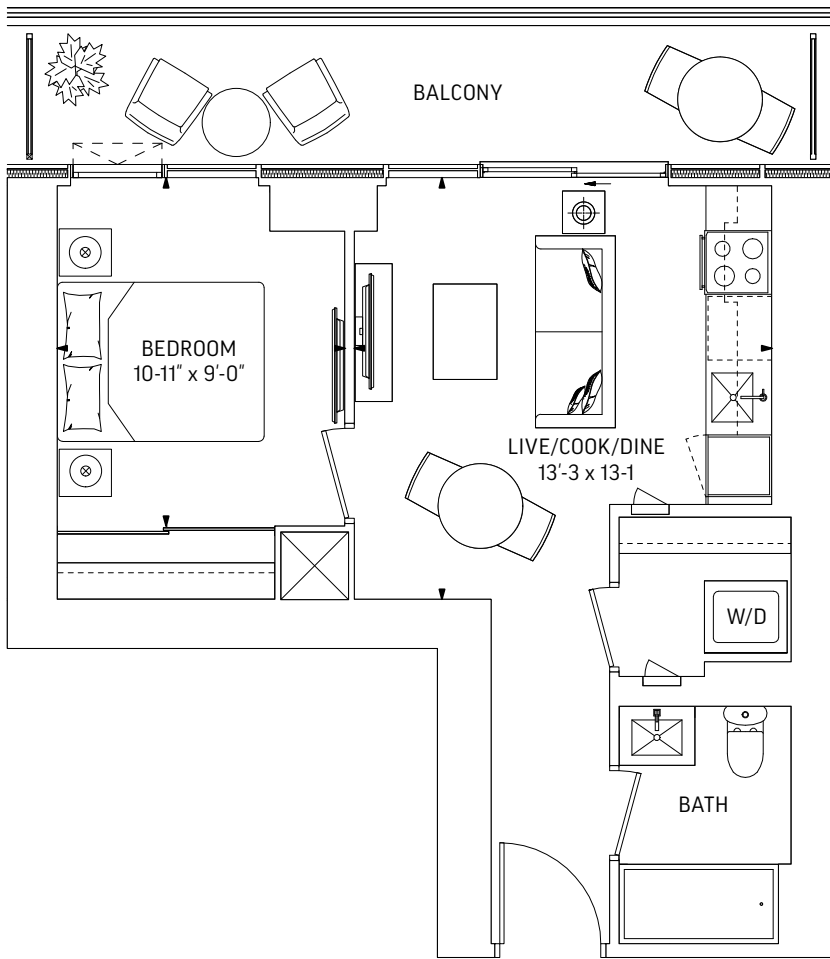 BALCONY
BEDROOM
10-11" x 9'-0"
LIVE/COOK/DINE
13'-3 x 13-1
W/D
BATH